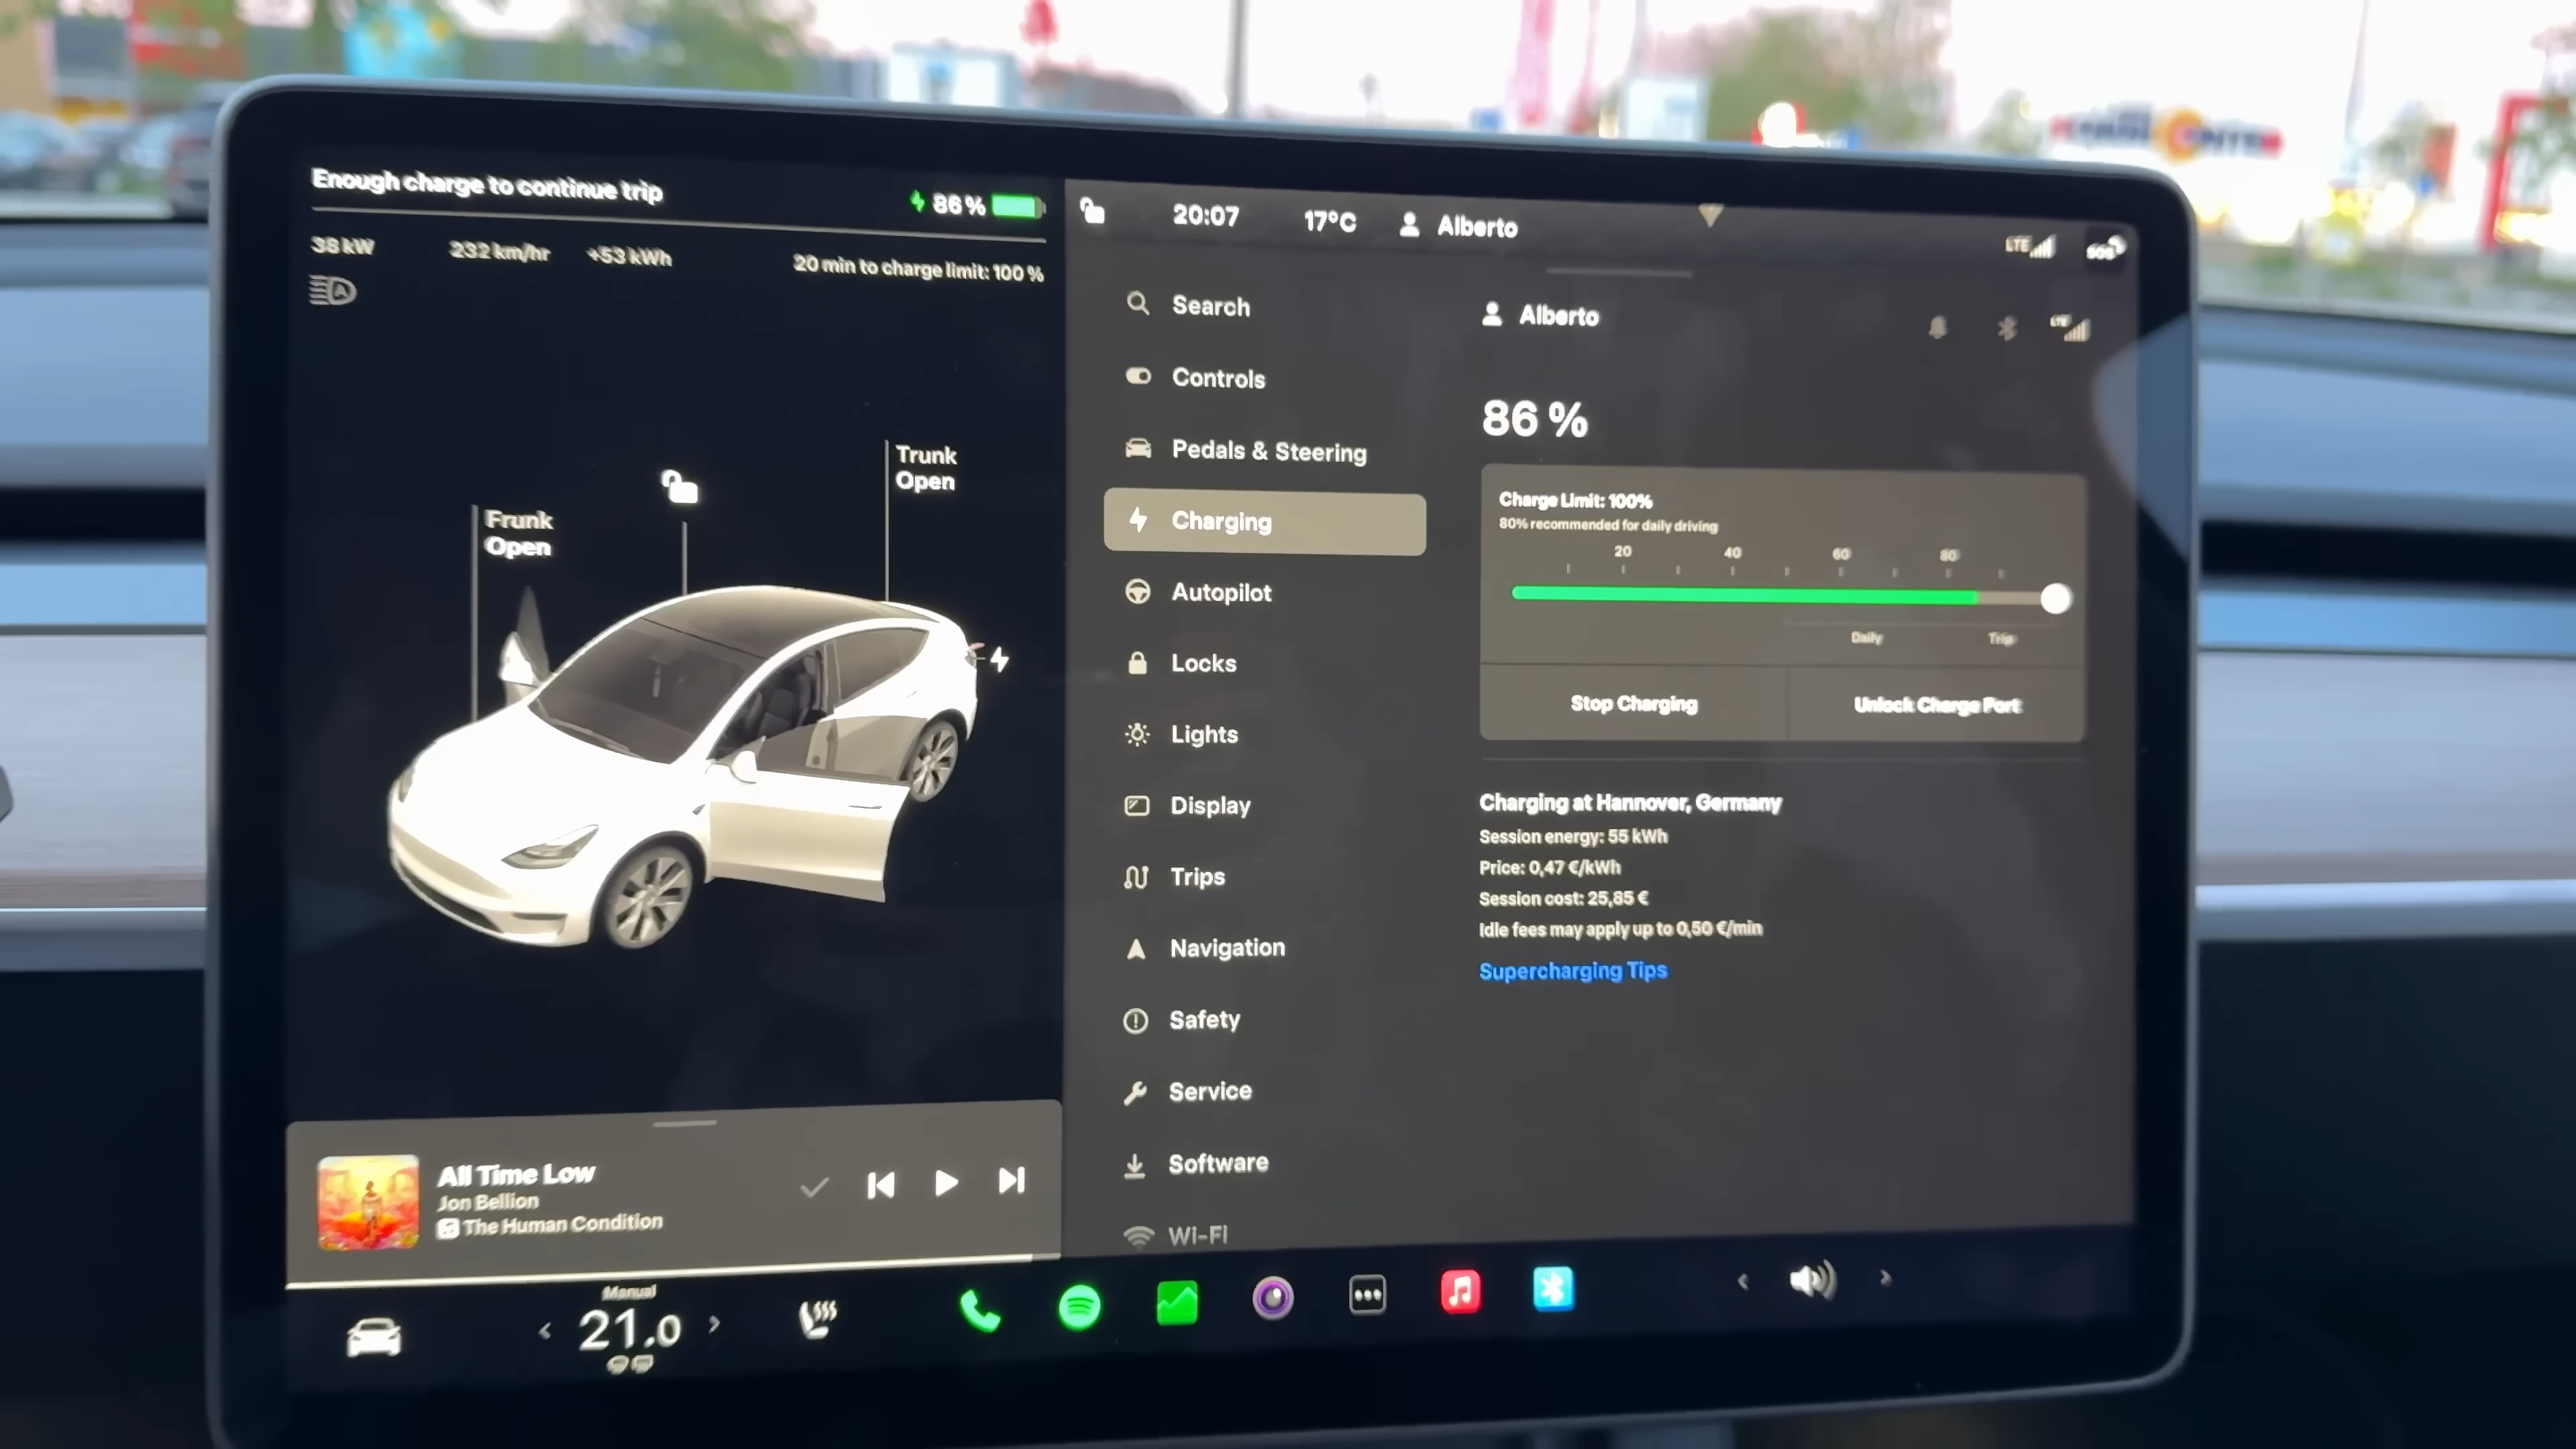 Enough charge to continue trip
86 %
38 kW 232 km/hr +53 kWh 20 min to charge limit: 100 %
Frunk
Open
Trunk
Open
All Time Low
Jon Bellion
The Human Condition
20:07 17°C Alberto LTE SOS
Search
Controls
Pedals & Steering
Charging
Autopilot
Locks
Lights
Display
Trips
Navigation
Safety
Service
Software
Wi-Fi
Alberto
LTE
86 %
Charge Limit: 100%
80% recommended for daily driving
20 40 60 80
Daily Trip
Stop Charging Unlock Charge Port
Charging at Hannover, Germany
Session energy: 55 kWh
Price: 0,47 €/kWh
Session cost: 25,85 €
Idle fees may apply up to 0,50 €/min
Supercharging Tips
Manual
21.0